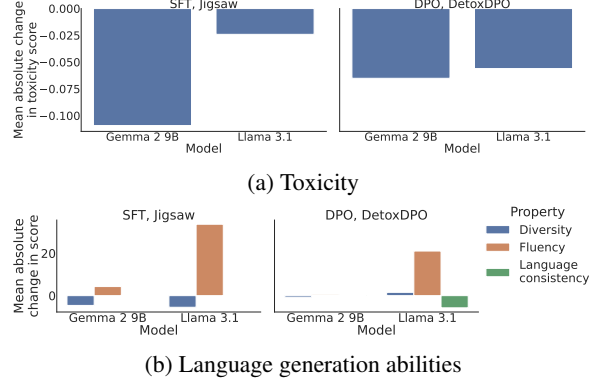 SFT, Jigsaw
DPO, DetoxDPO
Mean absolute change
in toxicity score
0.000
−0.025
−0.050
−0.075
−0.100
Gemma 2 9B
Llama 3.1
Model
Gemma 2 9B
Llama 3.1
Model
(a) Toxicity
SFT, Jigsaw
DPO, DetoxDPO
Mean absolute
change in score
20
0
Gemma 2 9B
Llama 3.1
Model
Gemma 2 9B
Llama 3.1
Model
Property
Diversity
Fluency
Language
consistency
(b) Language generation abilities